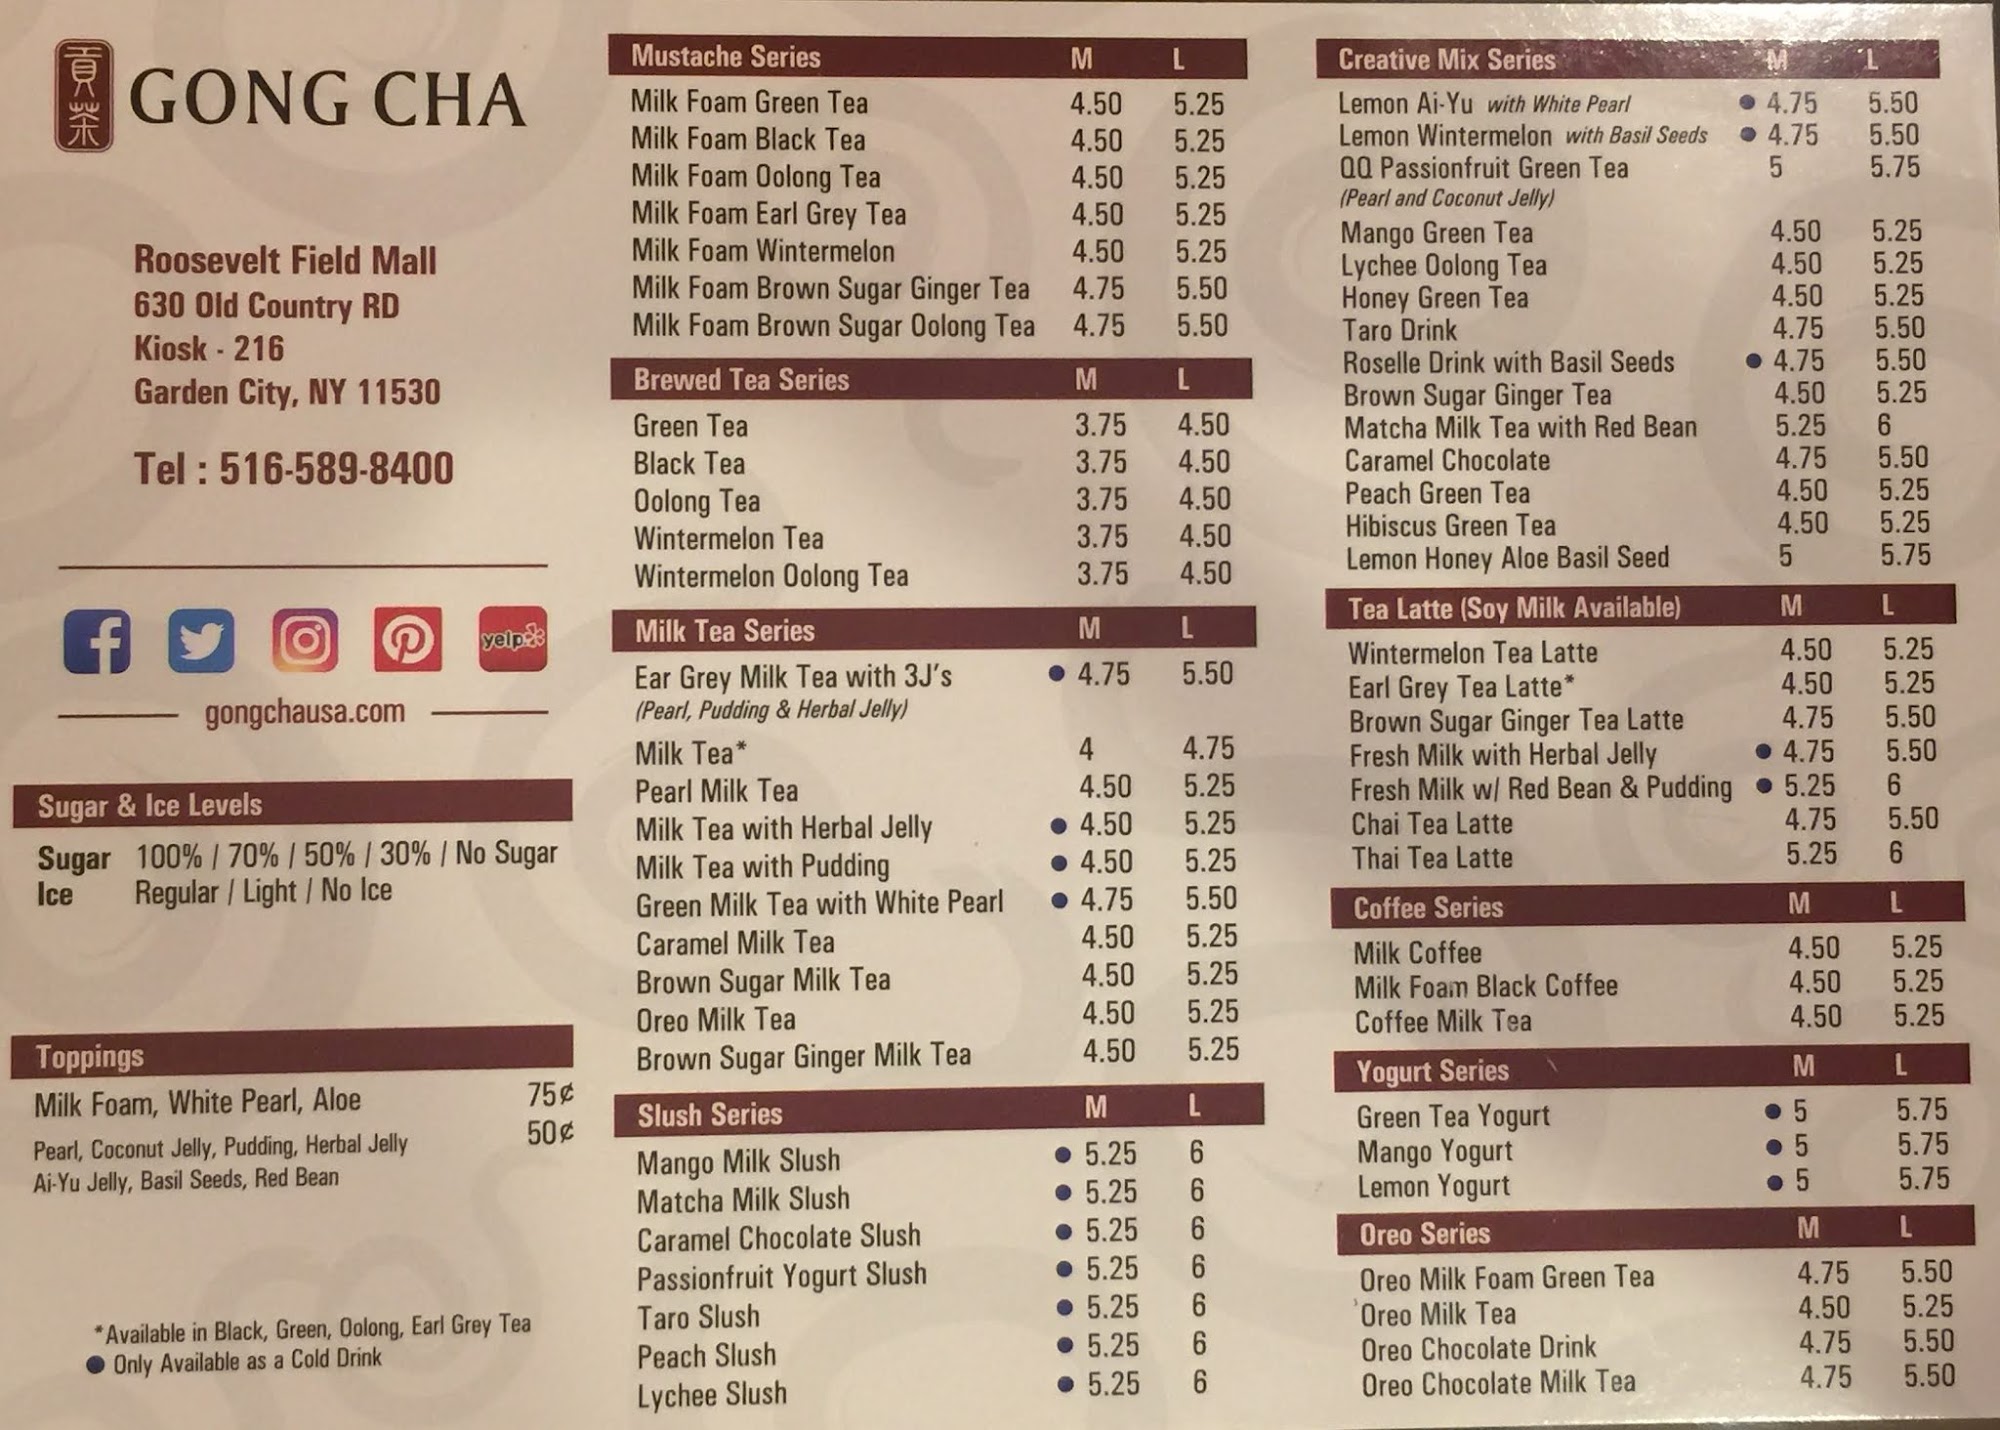 貢茶
GONG CHA
Roosevelt Field Mall
630 Old Country RD
Kiosk - 216
Garden City, NY 11530
Tel : 516-589-8400
yelp
gongchausa.com
Sugar & Ice Levels
Sugar 100% / 70% / 50% / 30% / No Sugar
Ice Regular / Light / No Ice
Toppings
Milk Foam, White Pearl, Aloe 75¢
Pearl, Coconut Jelly, Pudding, Herbal Jelly 50¢
Ai-Yu Jelly, Basil Seeds, Red Bean
*Available in Black, Green, Oolong, Earl Grey Tea
● Only Available as a Cold Drink
Mustache Series M L
Milk Foam Green Tea 4.50 5.25
Milk Foam Black Tea 4.50 5.25
Milk Foam Oolong Tea 4.50 5.25
Milk Foam Earl Grey Tea 4.50 5.25
Milk Foam Wintermelon 4.50 5.25
Milk Foam Brown Sugar Ginger Tea 4.75 5.50
Milk Foam Brown Sugar Oolong Tea 4.75 5.50
Brewed Tea Series M L
Green Tea 3.75 4.50
Black Tea 3.75 4.50
Oolong Tea 3.75 4.50
Wintermelon Tea 3.75 4.50
Wintermelon Oolong Tea 3.75 4.50
Milk Tea Series M L
Ear Grey Milk Tea with 3J's ● 4.75 5.50
(Pearl, Pudding & Herbal Jelly)
Milk Tea* 4 4.75
Pearl Milk Tea 4.50 5.25
Milk Tea with Herbal Jelly ● 4.50 5.25
Milk Tea with Pudding ● 4.50 5.25
Green Milk Tea with White Pearl ● 4.75 5.50
Caramel Milk Tea 4.50 5.25
Brown Sugar Milk Tea 4.50 5.25
Oreo Milk Tea 4.50 5.25
Brown Sugar Ginger Milk Tea 4.50 5.25
Slush Series M L
Mango Milk Slush ● 5.25 6
Matcha Milk Slush ● 5.25 6
Caramel Chocolate Slush ● 5.25 6
Passionfruit Yogurt Slush ● 5.25 6
Taro Slush ● 5.25 6
Peach Slush ● 5.25 6
Lychee Slush ● 5.25 6
Creative Mix Series M L
Lemon Ai-Yu with White Pearl ● 4.75 5.50
Lemon Wintermelon with Basil Seeds ● 4.75 5.50
QQ Passionfruit Green Tea 5 5.75
(Pearl and Coconut Jelly)
Mango Green Tea 4.50 5.25
Lychee Oolong Tea 4.50 5.25
Honey Green Tea 4.50 5.25
Taro Drink 4.75 5.50
Roselle Drink with Basil Seeds ● 4.75 5.50
Brown Sugar Ginger Tea 4.50 5.25
Matcha Milk Tea with Red Bean 5.25 6
Caramel Chocolate 4.75 5.50
Peach Green Tea 4.50 5.25
Hibiscus Green Tea 4.50 5.25
Lemon Honey Aloe Basil Seed 5 5.75
Tea Latte (Soy Milk Available) M L
Wintermelon Tea Latte 4.50 5.25
Earl Grey Tea Latte* 4.50 5.25
Brown Sugar Ginger Tea Latte 4.75 5.50
Fresh Milk with Herbal Jelly ● 4.75 5.50
Fresh Milk w/ Red Bean & Pudding ● 5.25 6
Chai Tea Latte 4.75 5.50
Thai Tea Latte 5.25 6
Coffee Series M L
Milk Coffee 4.50 5.25
Milk Foam Black Coffee 4.50 5.25
Coffee Milk Tea 4.50 5.25
Yogurt Series M L
Green Tea Yogurt ● 5 5.75
Mango Yogurt ● 5 5.75
Lemon Yogurt ● 5 5.75
Oreo Series M L
Oreo Milk Foam Green Tea 4.75 5.50
Oreo Milk Tea 4.50 5.25
Oreo Chocolate Drink 4.75 5.50
Oreo Chocolate Milk Tea 4.75 5.50